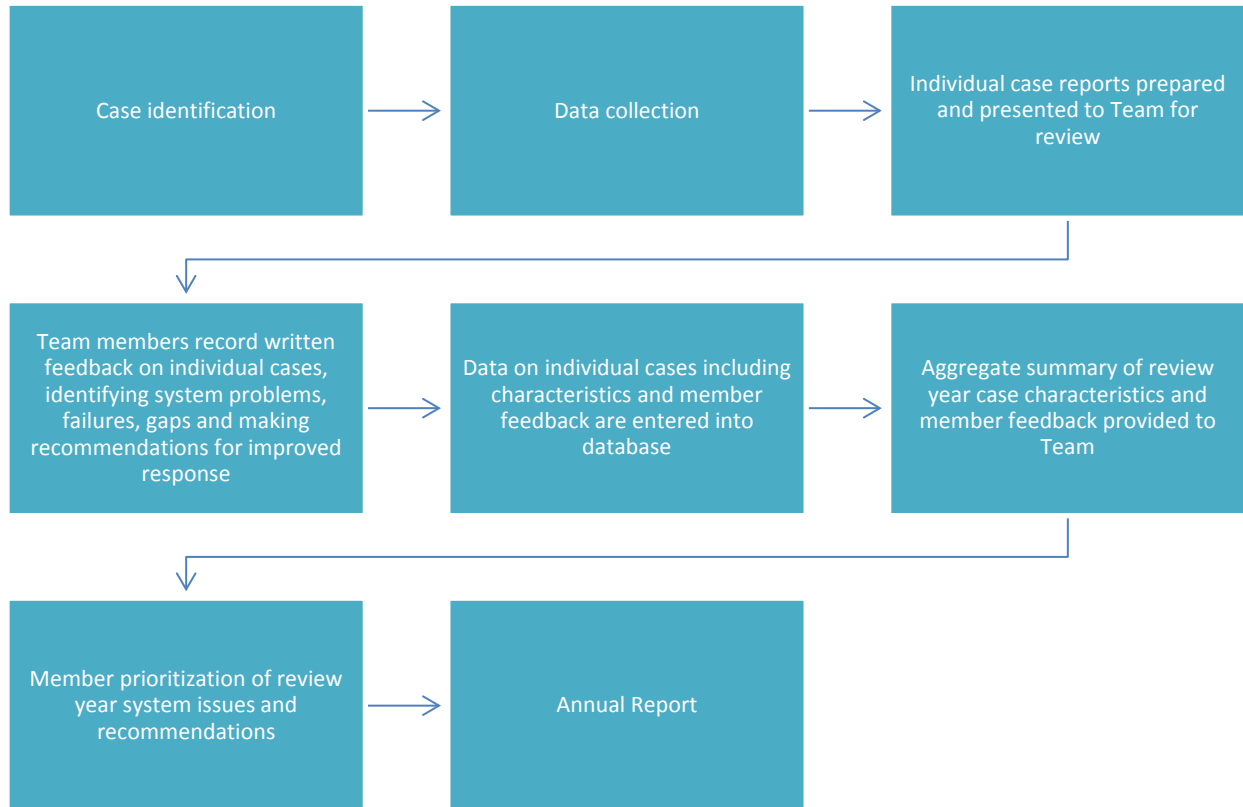 Case identification
Data collection
Individual case reports prepared
and presented to Team for
review
Team members record written
feedback on individual cases,
identifying system problems,
failures, gaps and making
recommendations for improved
response
Data on individual cases including
characteristics and member
feedback are entered into
database
Aggregate summary of review
year case characteristics and
member feedback provided to
Team
Member prioritization of review
year system issues and
recommendations
Annual Report